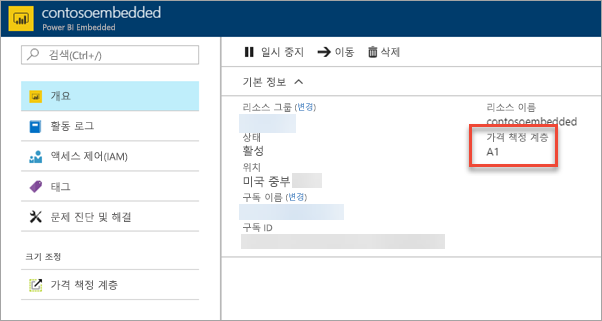 contosoembedded
Power BI Embedded
검색(Ctrl+/)
개요
활동 로그
액세스 제어(IAM)
태그
문제 진단 및 해결
크기 조정
가격 책정 계층
일시 중지 이동 삭제
기본 정보
리소스 그룹 (변경)
상태
활성
위치
미국 중부
구독 이름 (변경)
구독 ID
리소스 이름
contosoembedded
가격 책정 계층
A1